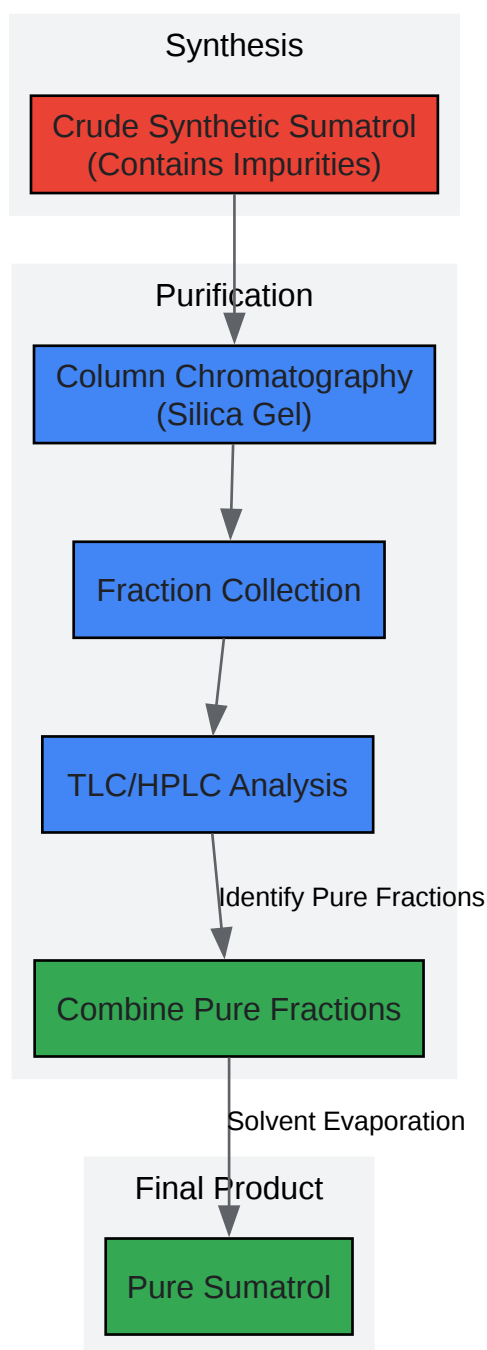 Synthesis
Crude Synthetic Sumatrol
(Contains Impurities)
Purification
Column Chromatography
(Silica Gel)
Fraction Collection
TLC/HPLC Analysis
Identify Pure Fractions
Combine Pure Fractions
Solvent Evaporation
Final Product
Pure Sumatrol